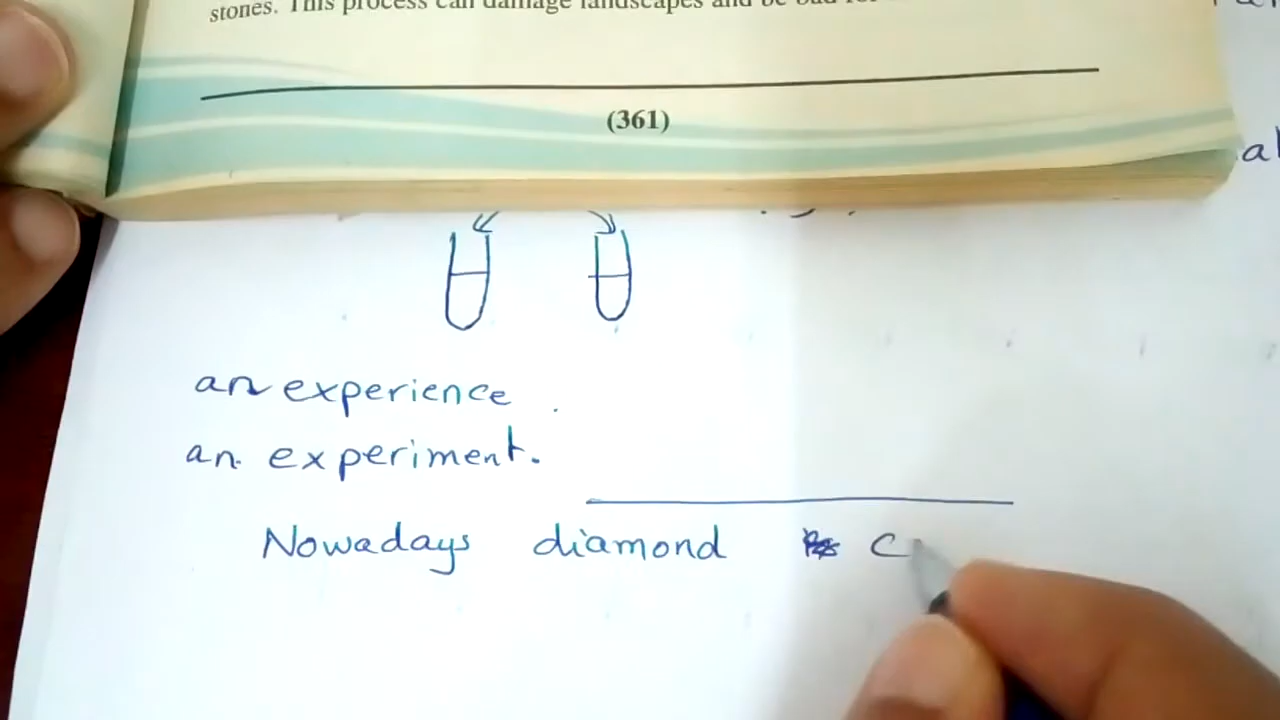 stones. This process can damage landscapes and be bad for
(361)
an experience
an experiment.
Nowadays diamond C